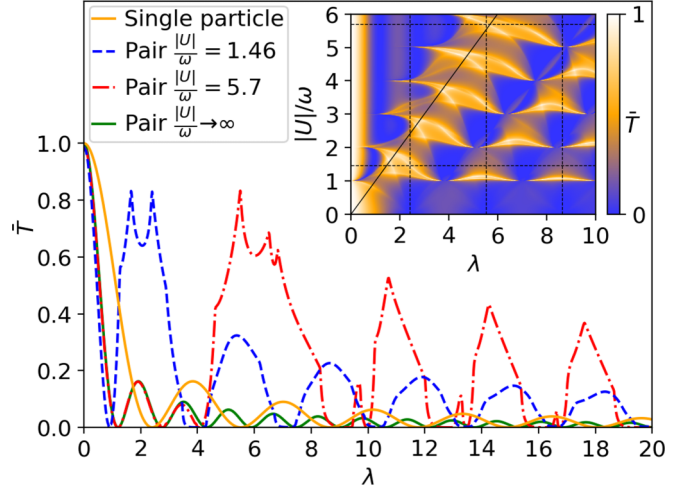 Single particle
Pair |U|/ω = 1.46
Pair |U|/ω = 5.7
Pair |U|/ω → ∞
1.0
0.8
0.6
0.4
0.2
0.0
T̄
0 2 4 6 8 10 12 14 16 18 20
λ
6
5
4
3
2
1
0
|U|/ω
0 2 4 6 8 10
λ
1
T̄
0